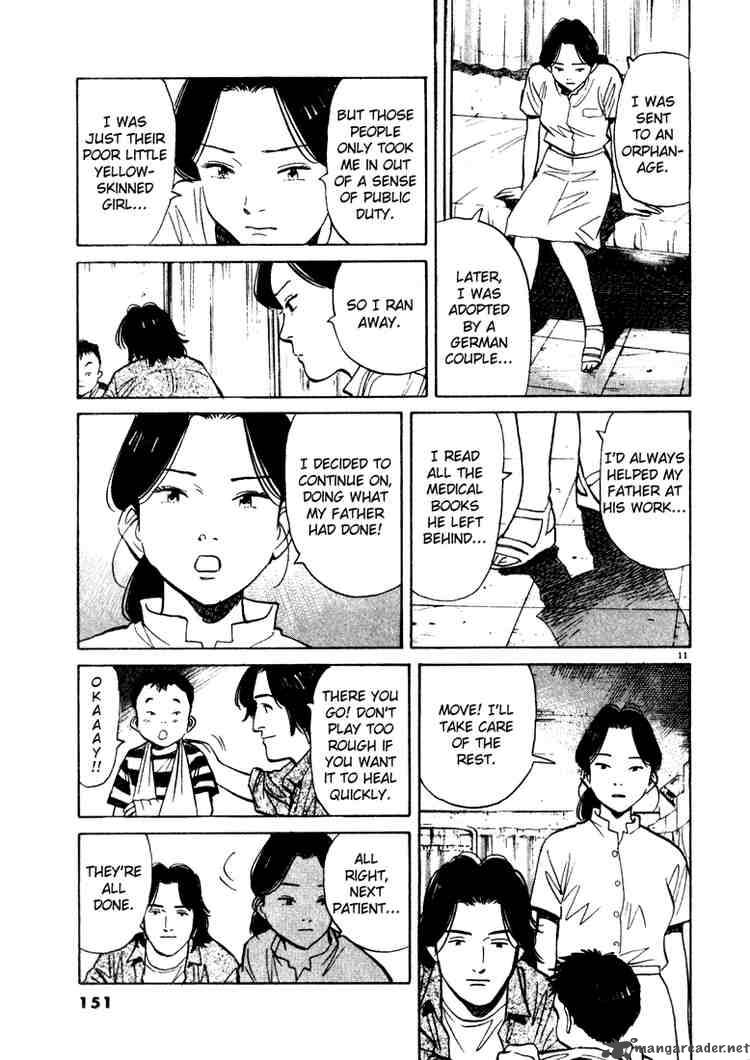 I WAS
SENT
TO AN
ORPHAN-
AGE.
LATER,
I WAS
ADOPTED
BY A
GERMAN
COUPLE...
BUT THOSE
PEOPLE
ONLY TOOK
ME IN OUT
OF A SENSE
OF PUBLIC
DUTY.
I WAS
JUST THEIR
POOR LITTLE
YELLOW-
SKINNED
GIRL...
SO I RAN
AWAY.
I'D ALWAYS
HELPED MY
FATHER AT
HIS WORK...
I READ
ALL THE
MEDICAL
BOOKS
HE LEFT
BEHIND...
I DECIDED TO
CONTINUE ON,
DOING WHAT
MY FATHER
HAD DONE!
11
MOVE! I'LL
TAKE CARE
OF THE
REST.
THERE YOU
GO! DON'T
PLAY TOO
ROUGH IF
YOU WANT
IT TO HEAL
QUICKLY.
OKAAAY!!
ALL
RIGHT,
NEXT
PATIENT...
THEY'RE
ALL
DONE.
151
mangareader.net